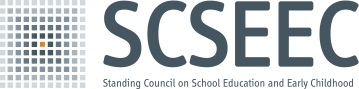 SCSEEC
Standing Council on School Education and Early Childhood